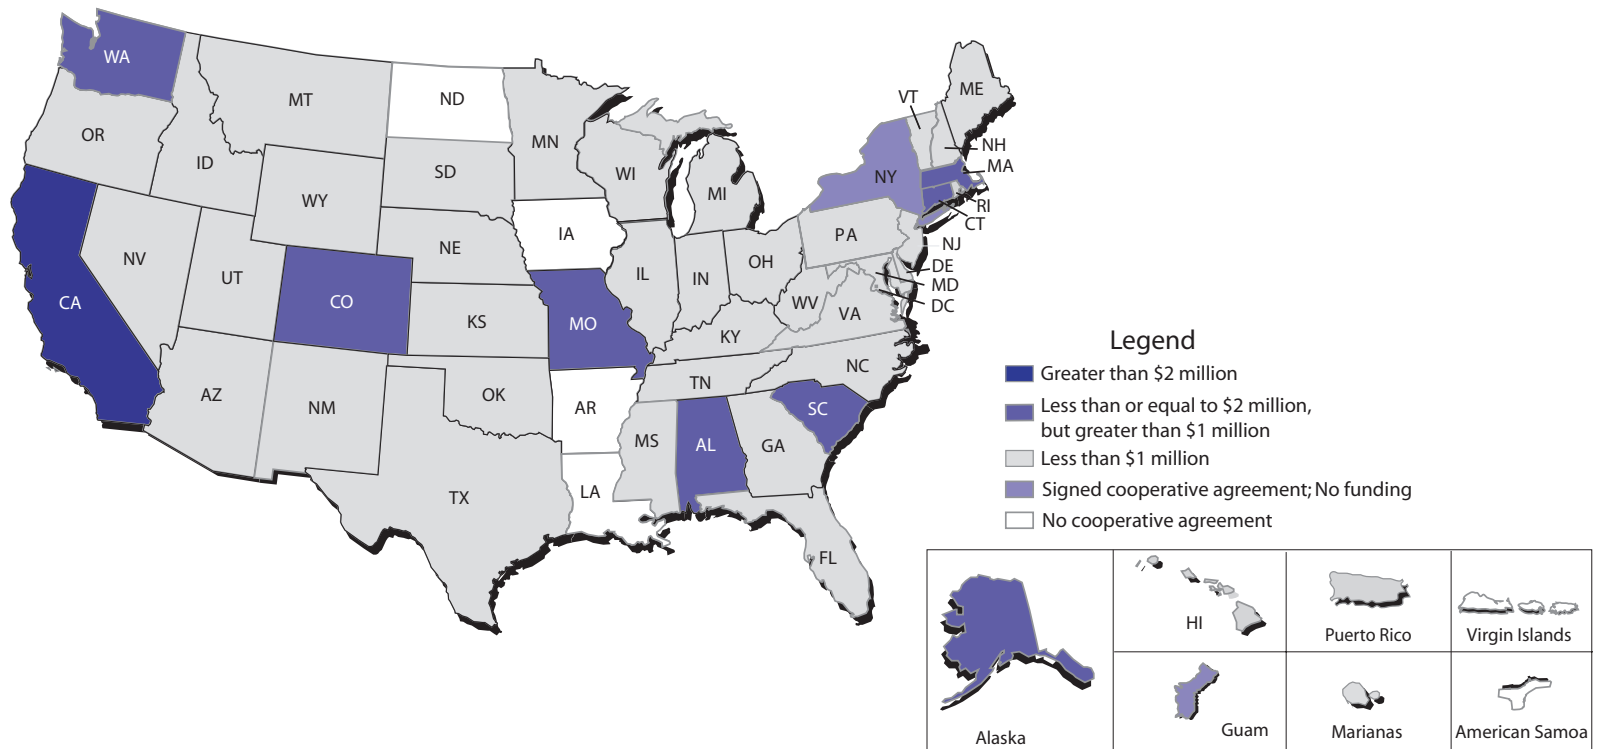 WA
MT
ND
MN
VT
ME
OR
ID
WY
SD
WI
MI
NY
NH
MA
RI
CT
NV
UT
CO
NE
IA
IL
IN
OH
PA
NJ
DE
MD
DC
CA
KS
MO
KY
WV
VA
AZ
NM
OK
AR
TN
NC
SC
TX
LA
MS
AL
GA
FL
Legend
Greater than $2 million
Less than or equal to $2 million,
but greater than $1 million
Less than $1 million
Signed cooperative agreement; No funding
No cooperative agreement
Alaska
HI
Puerto Rico
Virgin Islands
Guam
Marianas
American Samoa